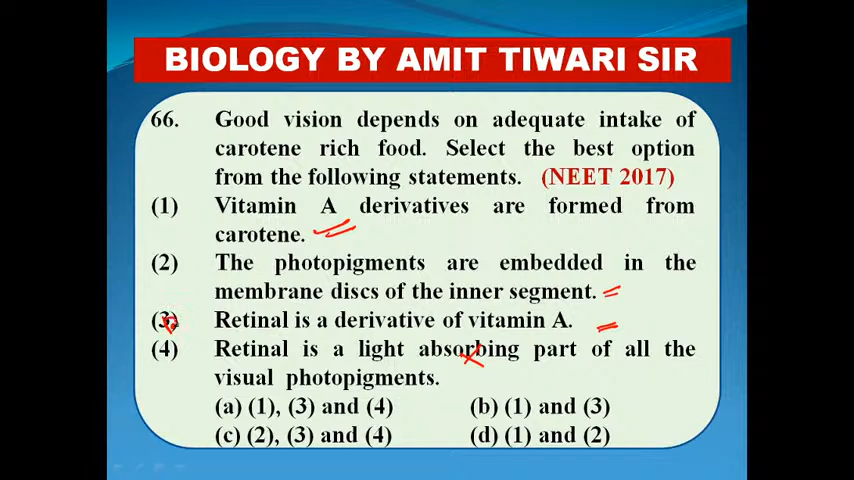 BIOLOGY BY AMIT TIWARI SIR
66. Good vision depends on adequate intake of
carotene rich food. Select the best option
from the following statements. (NEET 2017)
(1) Vitamin A derivatives are formed from
carotene.
(2) The photopigments are embedded in the
membrane discs of the inner segment.
(3) Retinal is a derivative of vitamin A.
(4) Retinal is a light absorbing part of all the
visual photopigments.
(a) (1), (3) and (4) (b) (1) and (3)
(c) (2), (3) and (4) (d) (1) and (2)